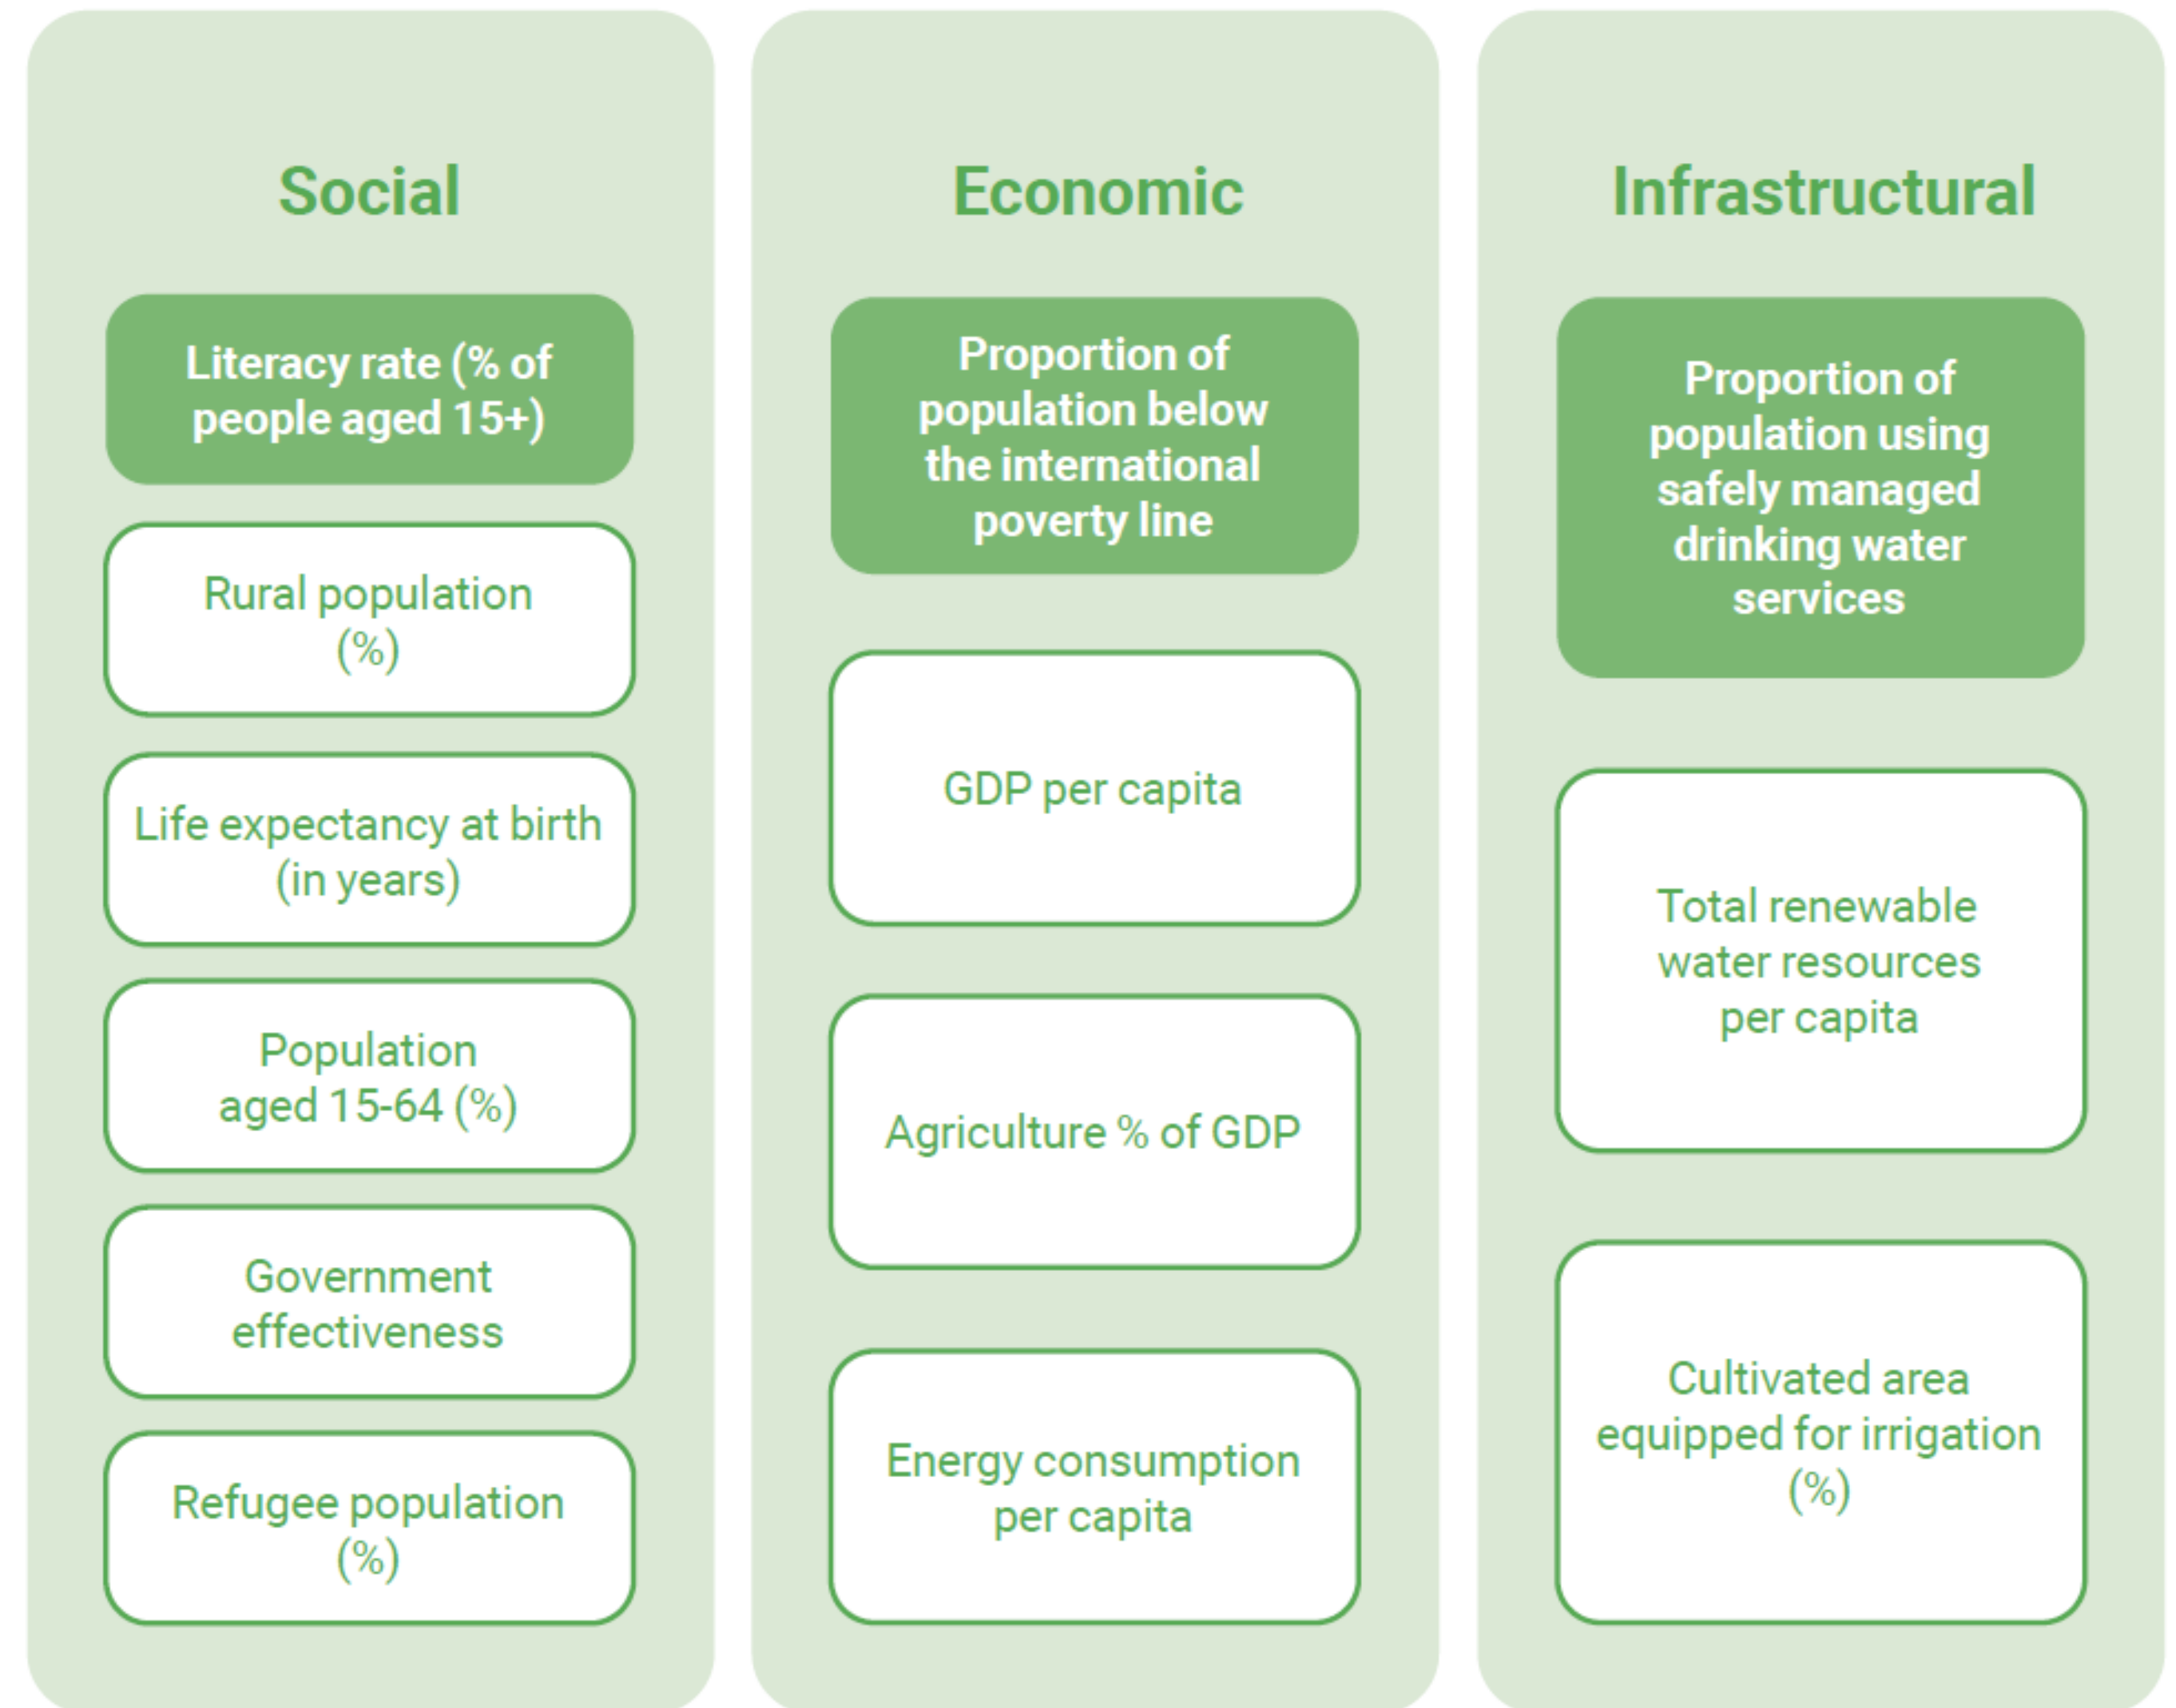 Social
Literacy rate (% of
people aged 15+)
Rural population
(%)
Life expectancy at birth
(in years)
Population
aged 15-64 (%)
Government
effectiveness
Refugee population
(%)
Economic
Proportion of
population below
the international
poverty line
GDP per capita
Agriculture % of GDP
Energy consumption
per capita
Infrastructural
Proportion of
population using
safely managed
drinking water
services
Total renewable
water resources
per capita
Cultivated area
equipped for irrigation
(%)